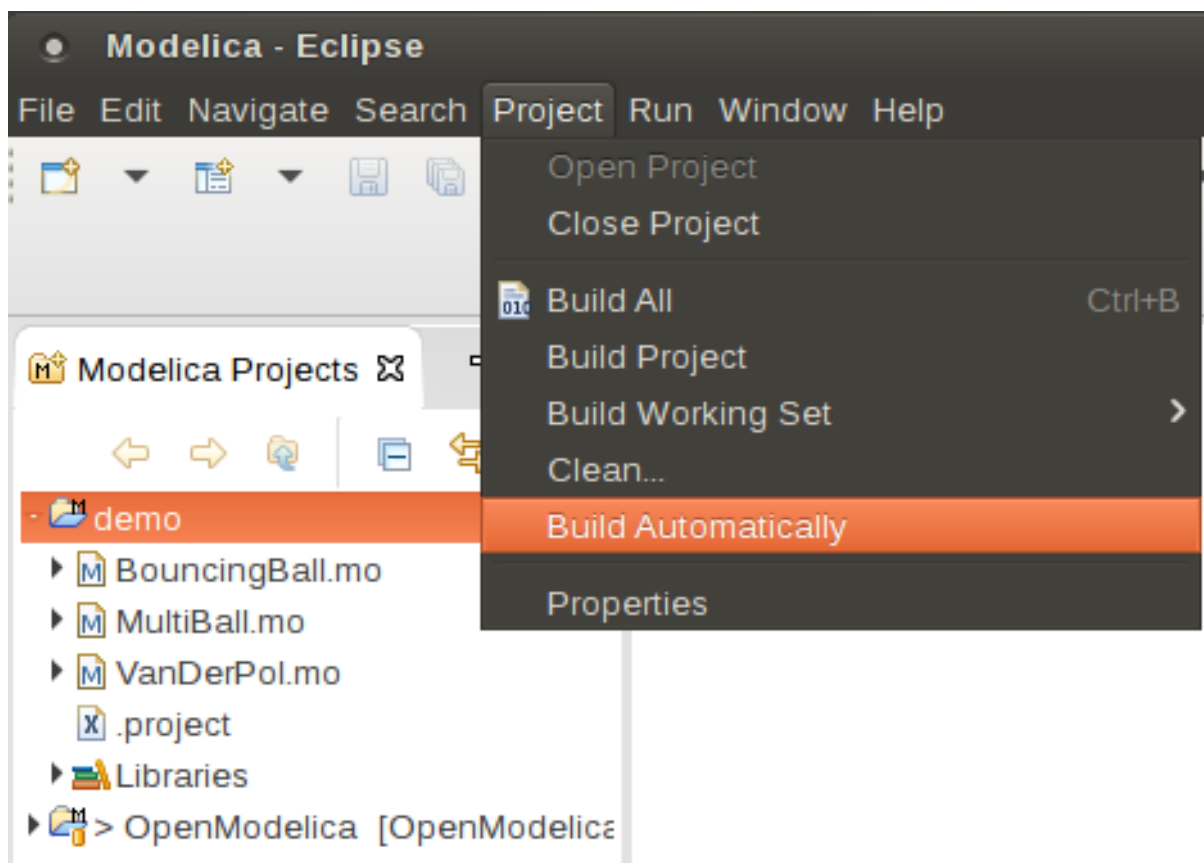 Modelica - Eclipse
File Edit Navigate Search Project Run Window Help
Open Project
Close Project
Build All Ctrl+B
Build Project
Build Working Set
Clean...
Build Automatically
Properties
Modelica Projects
demo
BouncingBall.mo
MultiBall.mo
VanDerPol.mo
.project
Libraries
> OpenModelica [OpenModelica